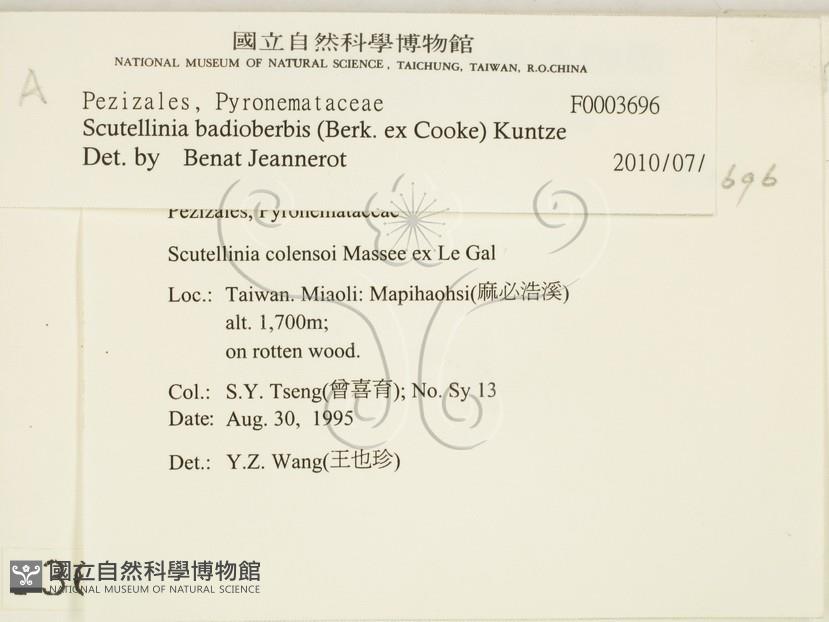 國立自然科學博物館
NATIONAL MUSEUM OF NATURAL SCIENCE, TAICHUNG, TAIWAN, R.O.CHINA
A
Pezizales, Pyronemataceae F0003696
Scutellinia badioberbis (Berk. ex Cooke) Kuntze
Det. by Benat Jeannerot 2010/07/
696
Pezizales, Pyronemataceae
Scutellinia colensoi Massee ex Le Gal
Loc.: Taiwan. Miaoli: Mapihaohsi(麻必浩溪)
alt. 1,700m;
on rotten wood.
Col.: S.Y. Tseng(曾喜育); No. Sy 13
Date: Aug. 30, 1995
Det.: Y.Z. Wang(王也珍)
國立自然科學博物館
NATIONAL MUSEUM OF NATURAL SCIENCE